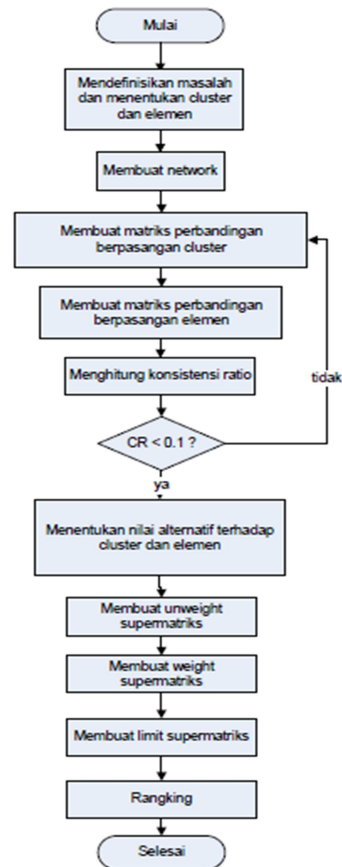 Mulai
Mendefinisikan masalah
dan menentukan cluster
dan elemen
Membuat network
Membuat matriks perbandingan
berpasangan cluster
Membuat matriks perbandingan
berpasangan elemen
Menghitung konsistensi ratio
tidak
CR < 0.1 ?
ya
Menentukan nilai alternatif terhadap
cluster dan elemen
Membuat unweight
supermatriks
Membuat weight
supermatriks
Membuat limit supermatriks
Rangking
Selesai